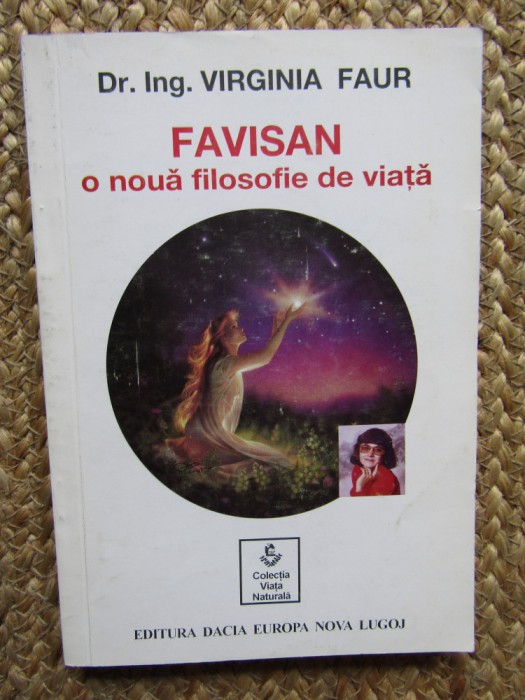 Dr. Ing. VIRGINIA FAUR
FAVISAN
o nouă filosofie de viață
Colecția
Viața
Naturală
EDITURA DACIA EUROPA NOVA LUGOJ